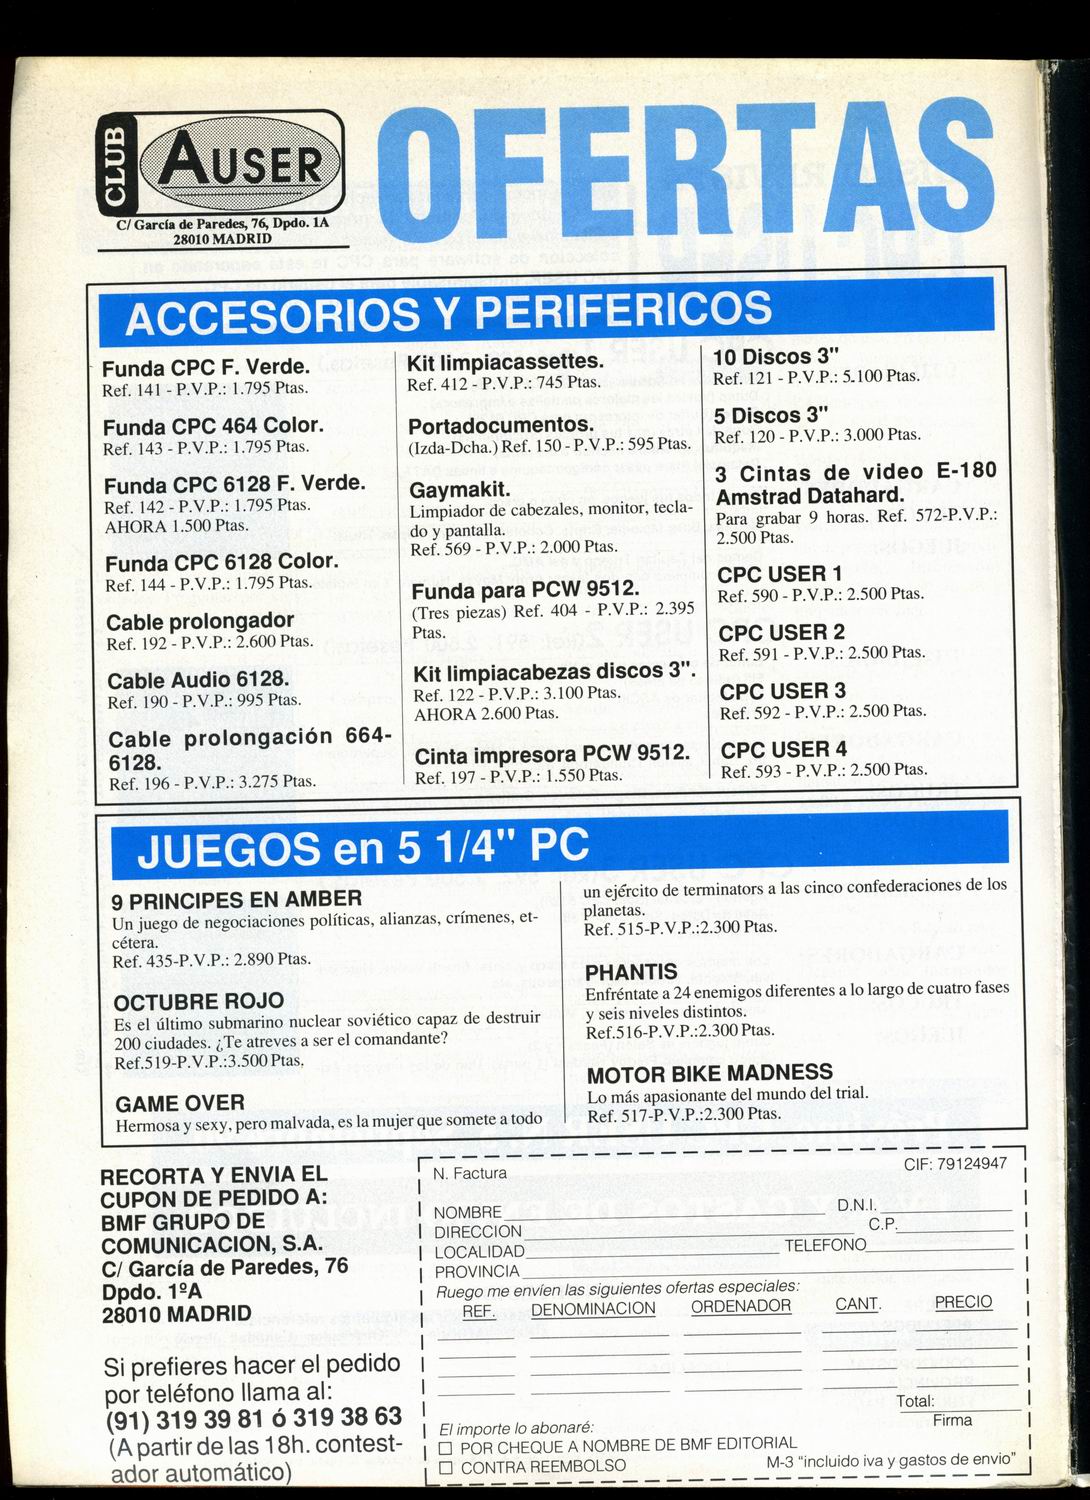 CLUB
AUSER
C/ García de Paredes, 76, Dpdo. 1A
28010 MADRID
OFERTAS
ACCESORIOS Y PERIFERICOS
Funda CPC F. Verde.
Ref. 141 - P.V.P.: 1.795 Ptas.
Funda CPC 464 Color.
Ref. 143 - P.V.P.: 1.795 Ptas.
Funda CPC 6128 F. Verde.
Ref. 142 - P.V.P.: 1.795 Ptas.
AHORA 1.500 Ptas.
Funda CPC 6128 Color.
Ref. 144 - P.V.P.: 1.795 Ptas.
Cable prolongador
Ref. 192 - P.V.P.: 2.600 Ptas.
Cable Audio 6128.
Ref. 190 - P.V.P.: 995 Ptas.
Cable prolongación 664-
6128.
Ref. 196 - P.V.P.: 3.275 Ptas.
Kit limpiacassettes.
Ref. 412 - P.V.P.: 745 Ptas.
Portadocumentos.
(Izda-Dcha.) Ref. 150 - P.V.P.: 595 Ptas.
Gaymakit.
Limpiador de cabezales, monitor, tecla-
do y pantalla.
Ref. 569 - P.V.P.: 2.000 Ptas.
Funda para PCW 9512.
(Tres piezas) Ref. 404 - P.V.P.: 2.395
Ptas.
Kit limpiacabezas discos 3".
Ref. 122 - P.V.P.: 3.100 Ptas.
AHORA 2.600 Ptas.
Cinta impresora PCW 9512.
Ref. 197 - P.V.P.: 1.550 Ptas.
10 Discos 3"
Ref. 121 - P.V.P.: 5.100 Ptas.
5 Discos 3"
Ref. 120 - P.V.P.: 3.000 Ptas.
3 Cintas de video E-180
Amstrad Datahard.
Para grabar 9 horas. Ref. 572-P.V.P.:
2.500 Ptas.
CPC USER 1
Ref. 590 - P.V.P.: 2.500 Ptas.
CPC USER 2
Ref. 591 - P.V.P.: 2.500 Ptas.
CPC USER 3
Ref. 592 - P.V.P.: 2.500 Ptas.
CPC USER 4
Ref. 593 - P.V.P.: 2.500 Ptas.
JUEGOS en 5 1/4" PC
9 PRINCIPES EN AMBER
Un juego de negociaciones políticas, alianzas, crímenes, et-
cétera.
Ref. 435-P.V.P.: 2.890 Ptas.
OCTUBRE ROJO
Es el último submarino nuclear soviético capaz de destruir
200 ciudades. ¿Te atreves a ser el comandante?
Ref.519-P.V.P.:3.500 Ptas.
GAME OVER
Hermosa y sexy, pero malvada, es la mujer que somete a todo
un ejército de terminators a las cinco confederaciones de los
planetas.
Ref. 515-P.V.P.:2.300 Ptas.
PHANTIS
Enfréntate a 24 enemigos diferentes a lo largo de cuatro fases
y seis niveles distintos.
Ref.516-P.V.P.:2.300 Ptas.
MOTOR BIKE MADNESS
Lo más apasionante del mundo del trial.
Ref. 517-P.V.P.:2.300 Ptas.
RECORTA Y ENVIA EL
CUPON DE PEDIDO A:
BMF GRUPO DE
COMUNICACION, S.A.
C/ García de Paredes, 76
Dpdo. 1ºA
28010 MADRID
Si prefieres hacer el pedido
por teléfono llama al:
(91) 319 39 81 ó 319 38 63
(A partir de las 18h. contest-
ador automático)
N. Factura CIF: 79124947
NOMBRE D.N.I.
DIRECCION C.P.
LOCALIDAD TELEFONO
PROVINCIA
Ruego me envíen las siguientes ofertas especiales:
REF. DENOMINACION ORDENADOR CANT. PRECIO
Total:
Firma
El importe lo abonaré:
POR CHEQUE A NOMBRE DE BMF EDITORIAL
CONTRA REEMBOLSO M-3 "incluido iva y gastos de envio"